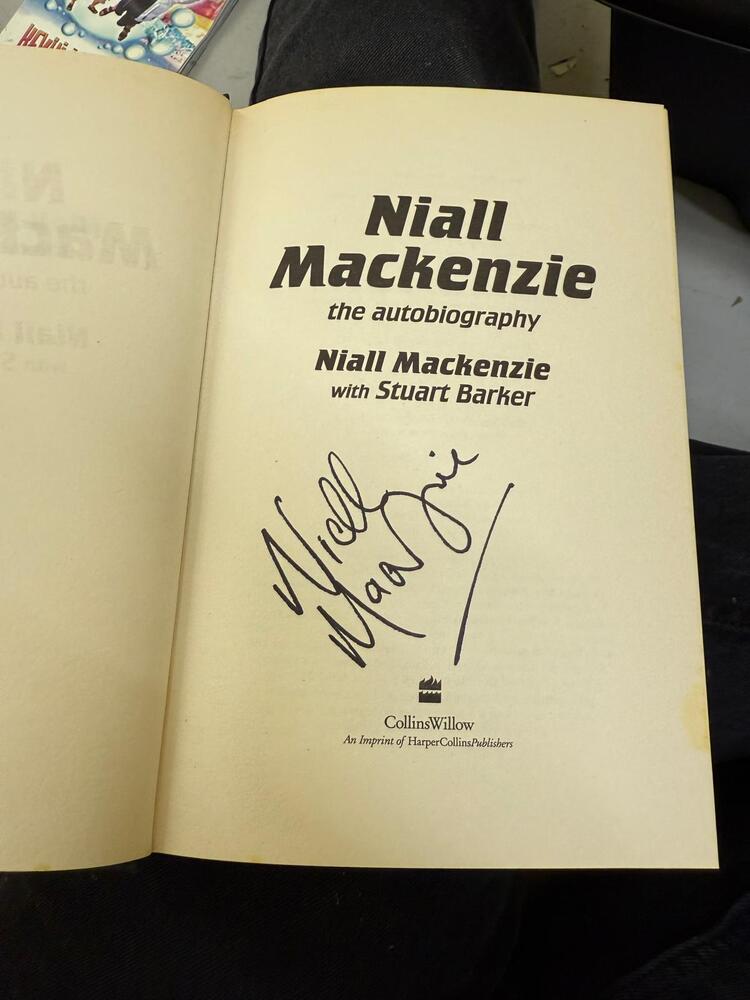 Niall
Mackenzie
the autobiography
Niall Mackenzie
with Stuart Barker
Niall
Mackenzie
CollinsWillow
An Imprint of HarperCollinsPublishers